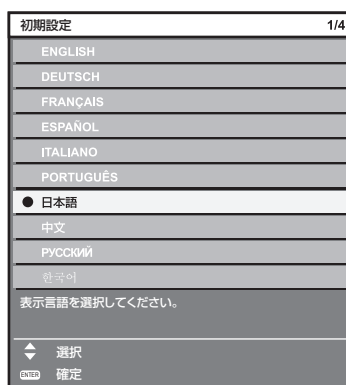 初期設定 1/4
ENGLISH
DEUTSCH
FRANÇAIS
ESPAÑOL
ITALIANO
PORTUGUÊS
● 日本語
中文
РУССКИЙ
한국어
表示言語を選択してください。
選択
ENTER 確定